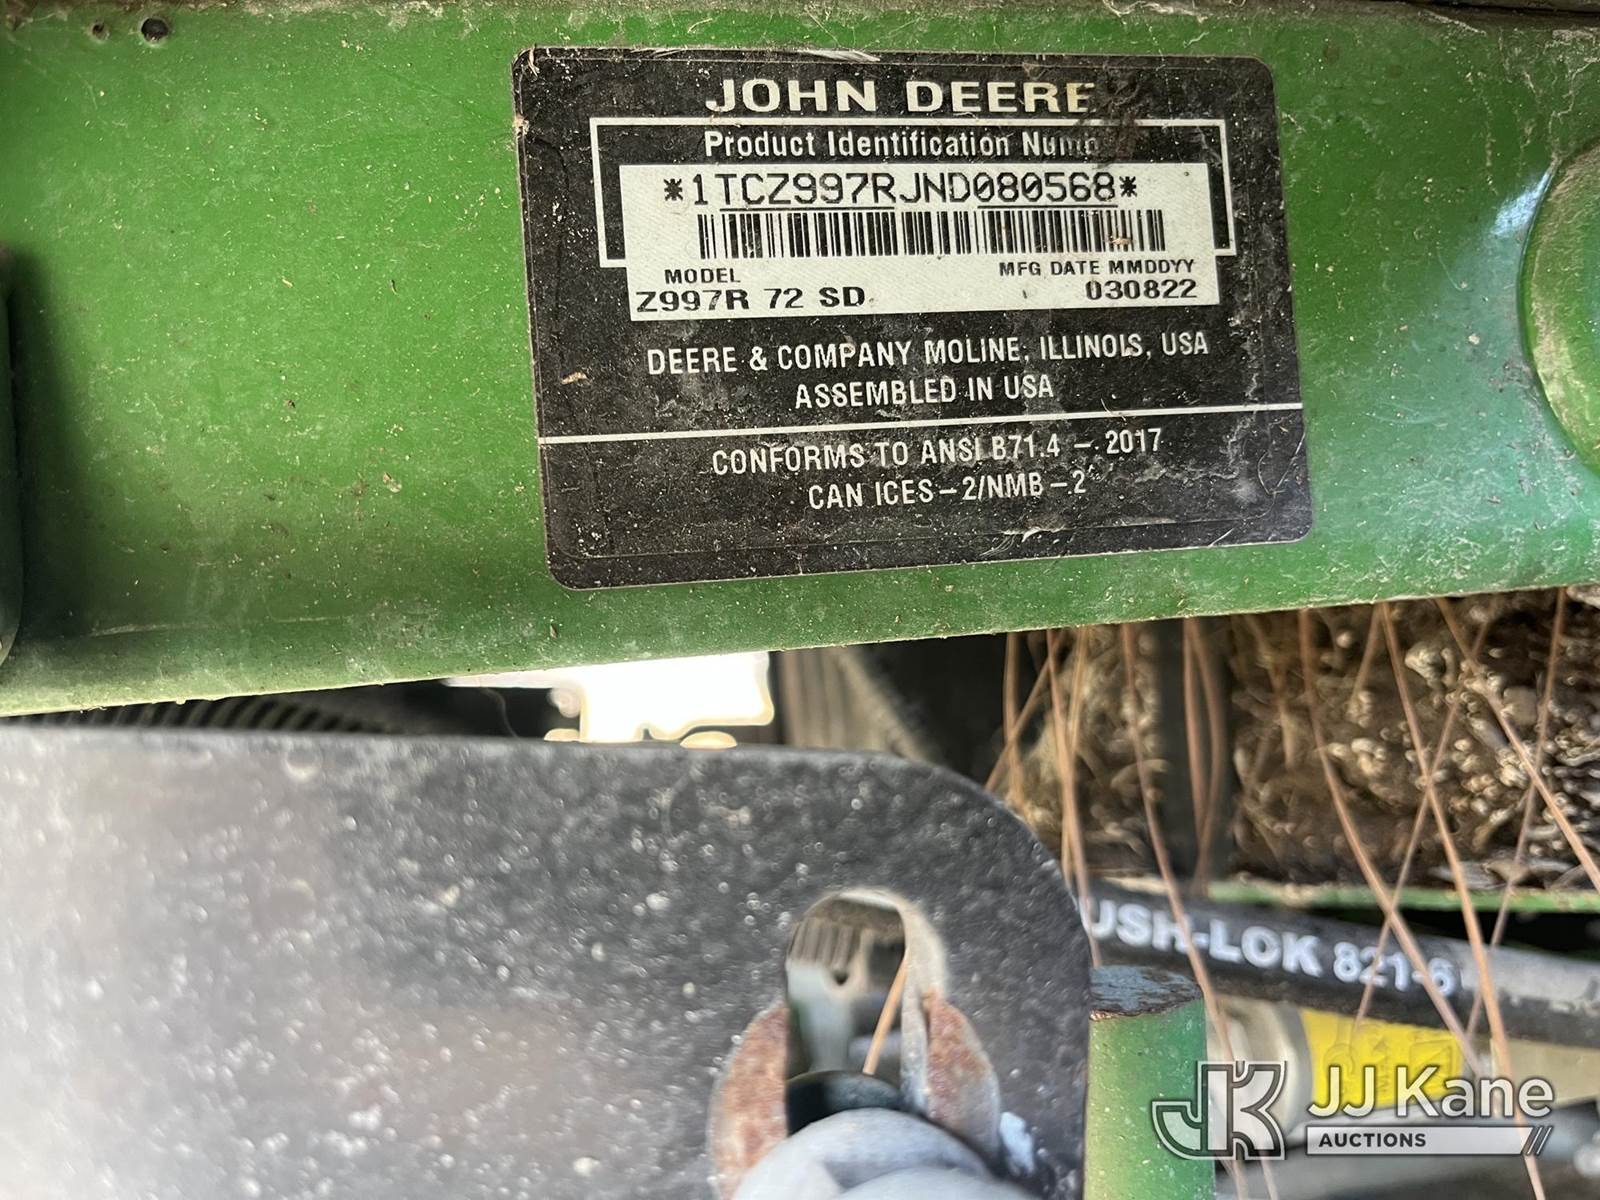 JOHN DEERE
Product Identification
*1TCZ997RJND080568*
MODEL
MFG DATE MMDDYY
Z997R 72 SD
030822
DEERE & COMPANY MOLINE, ILLINOIS, USA
ASSEMBLED IN USA
CONFORMS TO ANSI B71.4 – 2017
CAN ICES – 2/NMB – 2
USH-LOK 821-6
JK JJ Kane
AUCTIONS